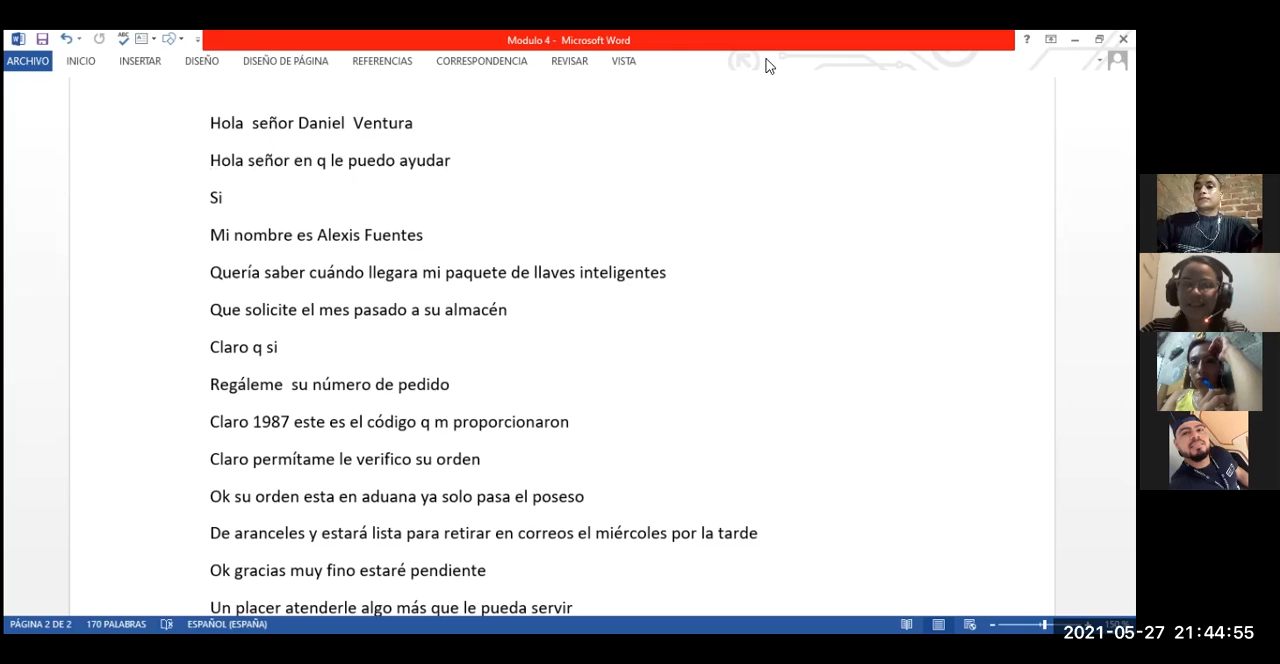 Modulo 4 - Microsoft Word
ARCHIVO INICIO INSERTAR DISEÑO DISEÑO DE PÁGINA REFERENCIAS CORRESPONDENCIA REVISAR VISTA
Hola señor Daniel Ventura
Hola señor en q le puedo ayudar
Si
Mi nombre es Alexis Fuentes
Quería saber cuándo llegara mi paquete de llaves inteligentes
Que solicite el mes pasado a su almacén
Claro q si
Regáleme su número de pedido
Claro 1987 este es el código q m proporcionaron
Claro permítame le verifico su orden
Ok su orden esta en aduana ya solo pasa el poseso
De aranceles y estará lista para retirar en correos el miércoles por la tarde
Ok gracias muy fino estaré pendiente
Un placer atenderle algo más que le pueda servir
PÁGINA 2 DE 2 170 PALABRAS ESPAÑOL (ESPAÑA) 150 %
2021-05-27 21:44:55